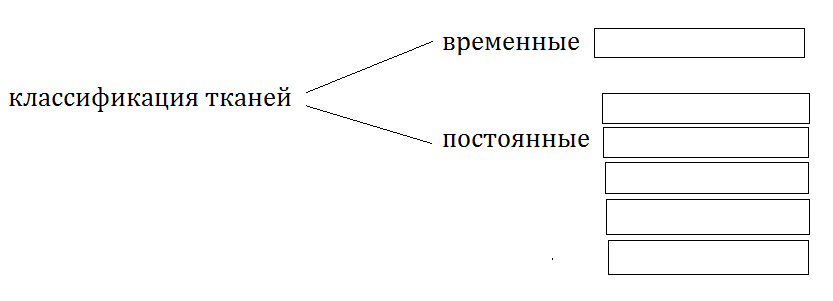 временные
классификация тканей
постоянные